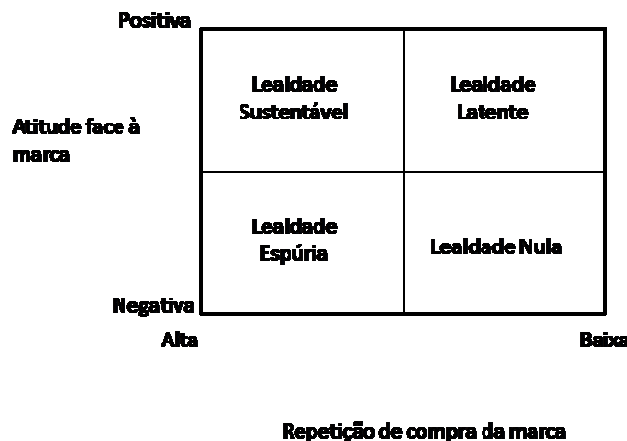 Positiva
Lealdade
Sustentável
Lealdade
Latente
Atitude face à
marca
Lealdade
Espúria
Lealdade Nula
Negativa
Alta
Baixa
Repetição de compra da marca